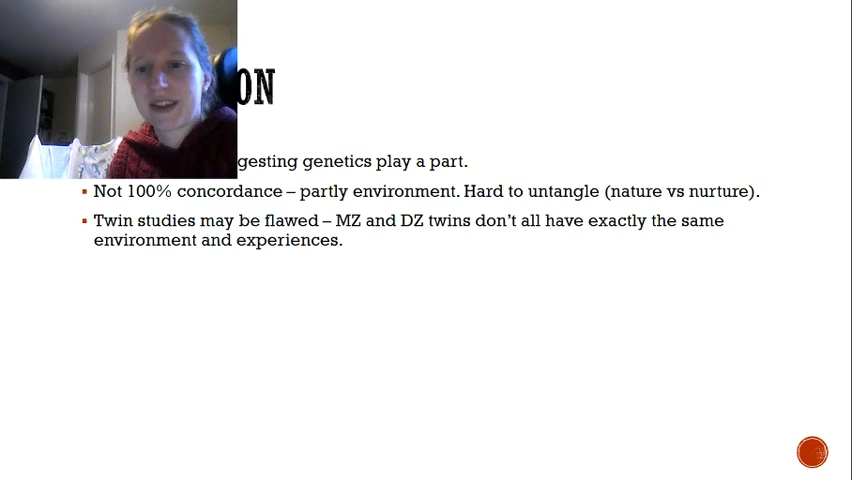 ON
gesting genetics play a part.
Not 100% concordance – partly environment. Hard to untangle (nature vs nurture).
Twin studies may be flawed – MZ and DZ twins don't all have exactly the same
environment and experiences.